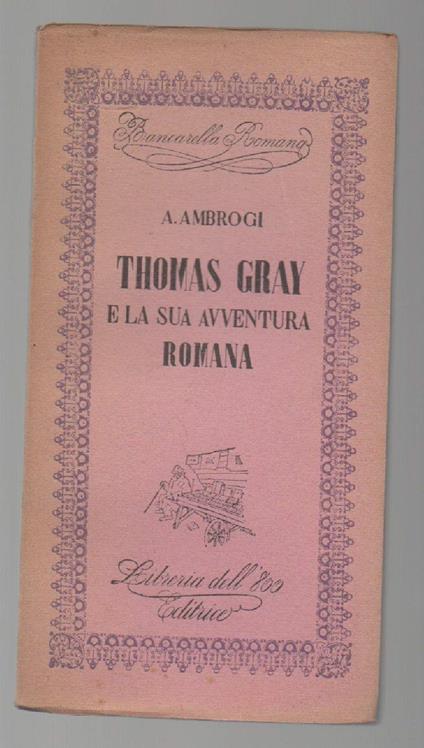 Bancarella Romana
A. AMBROGI
THOMAS GRAY
E LA SUA AVVENTURA
ROMANA
Libreria dell'800
Editrice